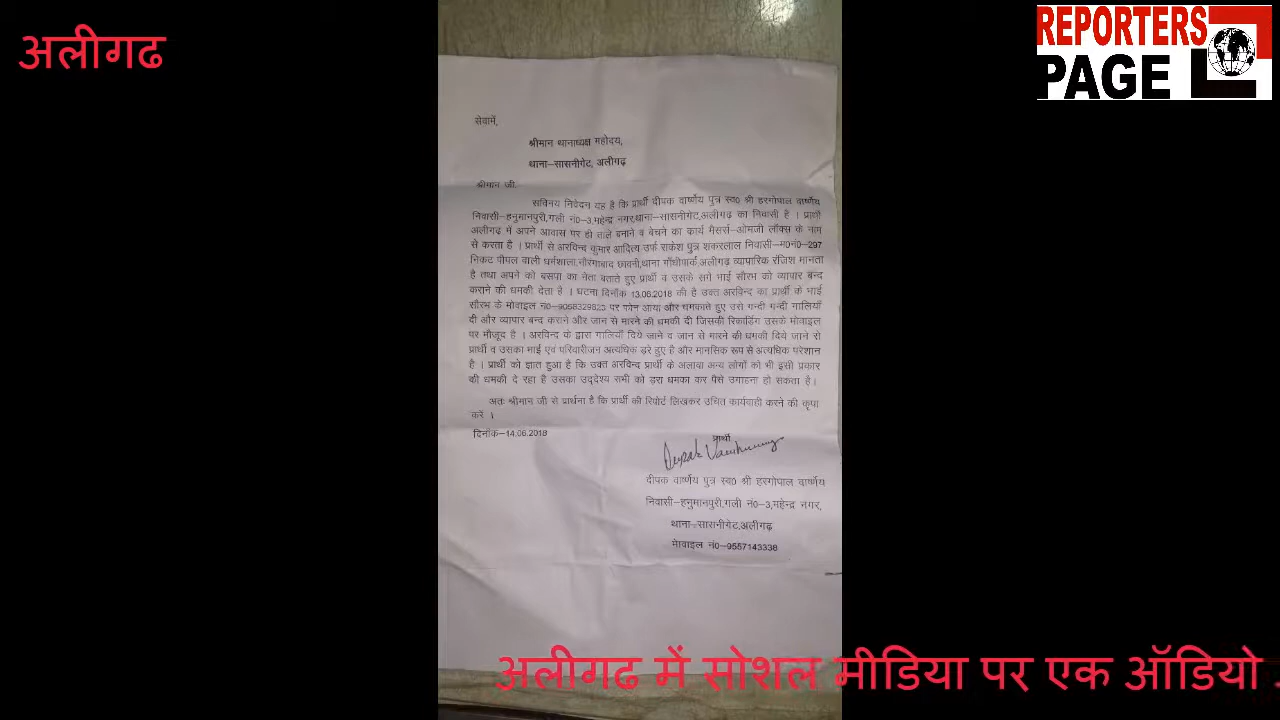 अलीगढ
REPORTERS
PAGE
सेवामें,
श्रीमान थानाध्यक्ष महोदय,
थाना–सासनीगेट, अलीगढ़
श्रीमान जी,
सविनय निवेदन यह है कि प्रार्थी दीपक वार्ष्णेय पुत्र स्व0 श्री हरगोपाल वार्ष्णेय
निवासी–हनुमानपुरी,गली नं0–3,महेन्द्र नगर,थाना–सासनीगेट,अलीगढ़ का निवासी है । प्रार्थी
अलीगढ़ में अपने आवास पर ही ताले बनाने व बेचने का कार्य मैसर्स–ओमजी लॉक्स के नाम
से करता है । प्रार्थी से अरविन्द कुमार आदित्य उर्फ राकेश पुत्र शंकरलाल निवासी–म0नं0–297
निकट पीपल वाली धर्मशाला,नौरंगाबाद छावनी,थाना गाँधीपार्क,अलीगढ़ व्यापारिक रंजिश मानता
है तथा अपने को बसपा का नेता बताते हुए प्रार्थी व उसके सगे भाई सौरभ को व्यापार बन्द
कराने की धमकी देता है । घटना दिनाँक 13.06.2018 की है उक्त अरविन्द का प्रार्थी के भाई
सौरभ के मोबाइल नं0–9058329823 पर फोन आया और धमकाते हुए उसे गन्दी गन्दी गालियाँ
दी और व्यापार बन्द कराने और जान से मारने की धमकी दी जिसकी रिकार्डिंग उसके मोबाइल
पर मौजूद है । अरविन्द के द्वारा गालियाँ दिये जाने व जान से मारने की धमकी दिये जाने से
प्रार्थी व उसका भाई एवं परिवारीजन अत्यधिक डरे हुए है और मानसिक रूप से अत्यधिक परेशान
है । प्रार्थी को ज्ञात हुआ है कि उक्त अरविन्द प्रार्थी के अलावा अन्य लोगों को भी इसी प्रकार
की धमकी दे रहा है उसका उद्देश्य सभी को डरा धमका कर पैसे उगाहना हो सकता है।
अतः श्रीमान जी से प्रार्थना है कि प्रार्थी की रिपोर्ट लिखकर उचित कार्यवाही करने की कृपा
करें ।
दिनाँक–14.06.2018
प्रार्थी
Deepak Varshney
दीपक वार्ष्णेय पुत्र स्व0 श्री हरगोपाल वार्ष्णेय
निवासी–हनुमानपुरी,गली नं0–3,महेन्द्र नगर,
थाना–सासनीगेट,अलीगढ़
मोबाइल नं0–9557143338
अलीगढ में सोशल मीडिया पर एक ऑडियो